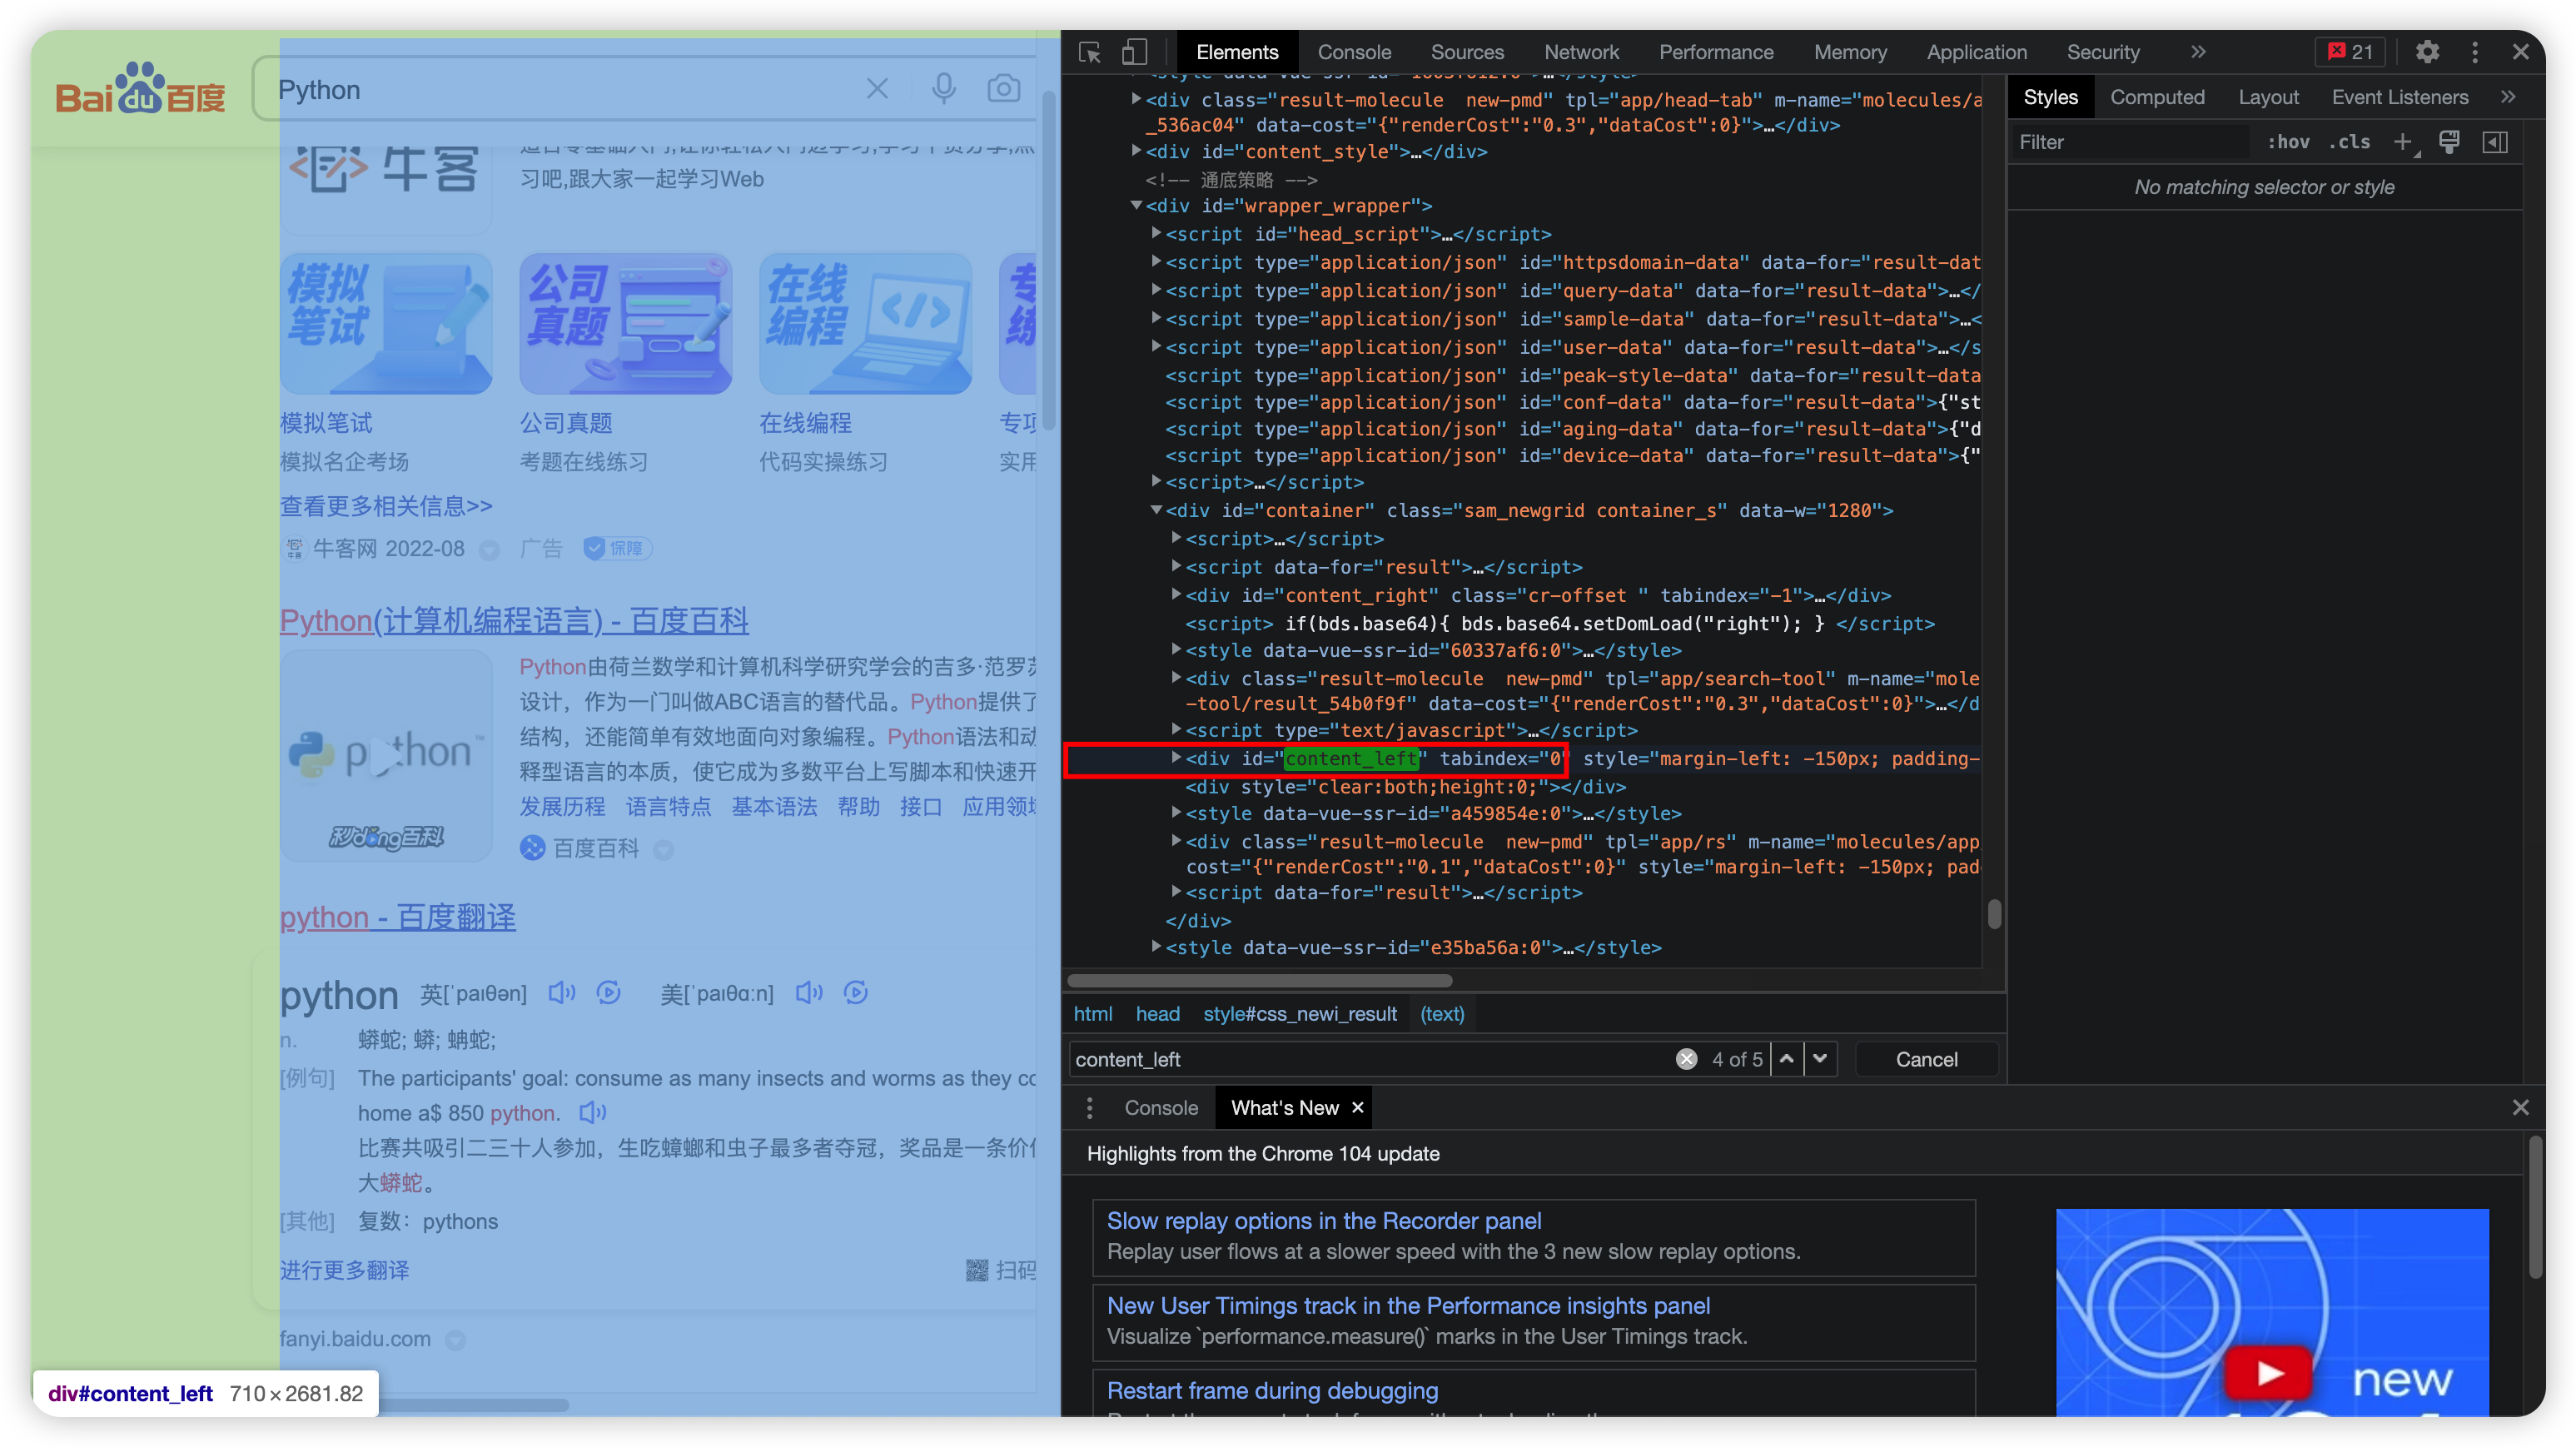 Bai du 百度
Python
习吧,跟大家一起学习Web
牛客
模拟笔试
公司真题
在线编程
模拟笔试
公司真题
在线编程
专项
模拟名企考场
考题在线练习
代码实操练习
实用
查看更多相关信息>>
牛客网 2022-08 广告 保障
Python(计算机编程语言) - 百度百科
Python由荷兰数学和计算机科学研究学会的吉多·范罗苏
设计，作为一门叫做ABC语言的替代品。Python提供了
结构，还能简单有效地面向对象编程。Python语法和动
释型语言的本质，使它成为多数平台上写脚本和快速开
发展历程 语言特点 基本语法 帮助 接口 应用领域
python
秒dong百科
百度百科
python - 百度翻译
python 英['paɪθən] 美['paɪθɑːn]
n. 蟒蛇; 蟒; 蚺蛇;
[例句] The participants' goal: consume as many insects and worms as they co
home a$ 850 python.
比赛共吸引二三十人参加，生吃蟑螂和虫子最多者夺冠，奖品是一条价值
大蟒蛇。
[其他] 复数：pythons
进行更多翻译 扫码
fanyi.baidu.com
div#content_left 710×2681.82
Elements Console Sources Network Performance Memory Application Security » 21
<div class="result-molecule  new-pmd" tpl="app/head-tab" m-name="molecules/a
_536ac04" data-cost="{"renderCost":"0.3","dataCost":0}">…</div>
<div id="content_style">…</div>
<!-- 通底策略 -->
<div id="wrapper_wrapper">
<script id="head_script">…</script>
<script type="application/json" id="httpsdomain-data" data-for="result-dat
<script type="application/json" id="query-data" data-for="result-data">…</
<script type="application/json" id="sample-data" data-for="result-data">…<
<script type="application/json" id="user-data" data-for="result-data">…</s
<script type="application/json" id="peak-style-data" data-for="result-data
<script type="application/json" id="conf-data" data-for="result-data">{"st
<script type="application/json" id="aging-data" data-for="result-data">{"d
<script type="application/json" id="device-data" data-for="result-data">{"
<script>…</script>
<div id="container" class="sam_newgrid container_s" data-w="1280">
<script>…</script>
<script data-for="result">…</script>
<div id="content_right" class="cr-offset " tabindex="-1">…</div>
<script> if(bds.base64){ bds.base64.setDomLoad("right"); } </script>
<style data-vue-ssr-id="60337af6:0">…</style>
<div class="result-molecule  new-pmd" tpl="app/search-tool" m-name="mole
-tool/result_54b0f9f" data-cost="{"renderCost":"0.3","dataCost":0}">…</d
<script type="text/javascript">…</script>
<div id="content_left" tabindex="0" style="margin-left: -150px; padding-
<div style="clear:both;height:0;"></div>
<style data-vue-ssr-id="a459854e:0">…</style>
<div class="result-molecule  new-pmd" tpl="app/rs" m-name="molecules/app
cost="{"renderCost":"0.1","dataCost":0}" style="margin-left: -150px; pad
<script data-for="result">…</script>
</div>
<style data-vue-ssr-id="e35ba56a:0">…</style>
html head style#css_newi_result (text)
content_left 4 of 5 Cancel
Styles Computed Layout Event Listeners »
Filter :hov .cls +
No matching selector or style
Console What's New ×
Highlights from the Chrome 104 update
Slow replay options in the Recorder panel
Replay user flows at a slower speed with the 3 new slow replay options.
New User Timings track in the Performance insights panel
Visualize `performance.measure()` marks in the User Timings track.
Restart frame during debugging
new